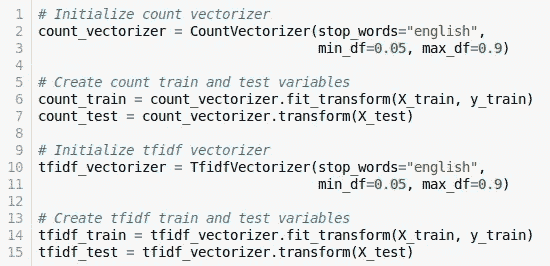 1 # Initialize count vectorizer
2 count_vectorizer = CountVectorizer(stop_words="english",
3                                    min_df=0.05, max_df=0.9)
4
5 # Create count train and test variables
6 count_train = count_vectorizer.fit_transform(X_train, y_train)
7 count_test = count_vectorizer.transform(X_test)
8
9 # Initialize tfidf vectorizer
10 tfidf_vectorizer = TfidfVectorizer(stop_words="english",
11                                    min_df=0.05, max_df=0.9)
12
13 # Create tfidf train and test variables
14 tfidf_train = tfidf_vectorizer.fit_transform(X_train, y_train)
15 tfidf_test = tfidf_vectorizer.transform(X_test)